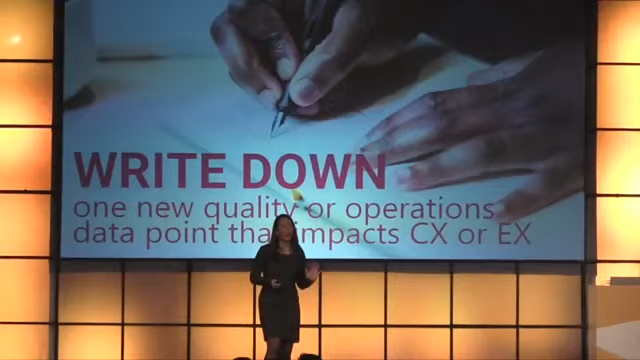 WRITE DOWN
one new quality or operations
data point that impacts CX or EX